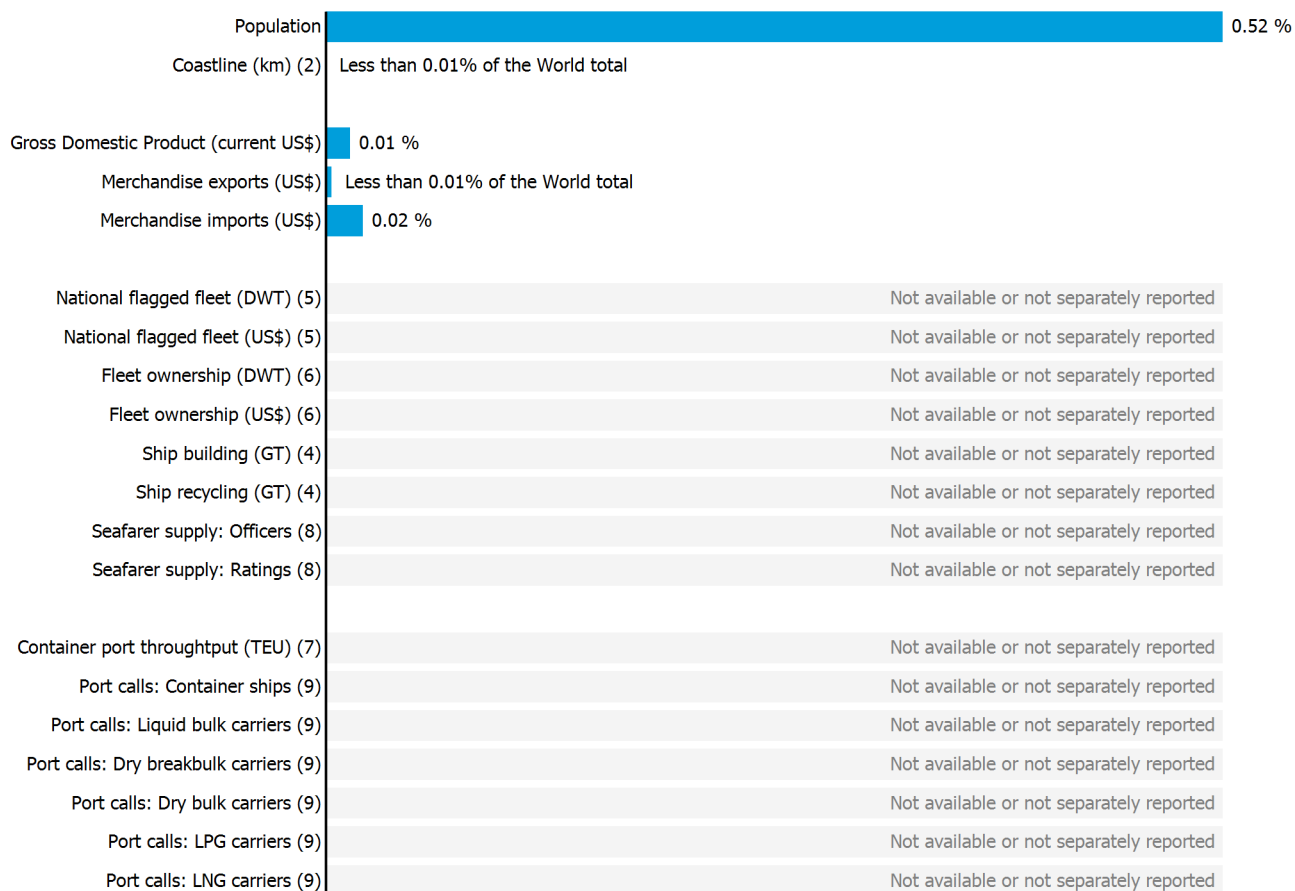 Population 0.52 %
Coastline (km) (2) Less than 0.01% of the World total
Gross Domestic Product (current US$) 0.01 %
Merchandise exports (US$) Less than 0.01% of the World total
Merchandise imports (US$) 0.02 %
National flagged fleet (DWT) (5) Not available or not separately reported
National flagged fleet (US$) (5) Not available or not separately reported
Fleet ownership (DWT) (6) Not available or not separately reported
Fleet ownership (US$) (6) Not available or not separately reported
Ship building (GT) (4) Not available or not separately reported
Ship recycling (GT) (4) Not available or not separately reported
Seafarer supply: Officers (8) Not available or not separately reported
Seafarer supply: Ratings (8) Not available or not separately reported
Container port throughtput (TEU) (7) Not available or not separately reported
Port calls: Container ships (9) Not available or not separately reported
Port calls: Liquid bulk carriers (9) Not available or not separately reported
Port calls: Dry breakbulk carriers (9) Not available or not separately reported
Port calls: Dry bulk carriers (9) Not available or not separately reported
Port calls: LPG carriers (9) Not available or not separately reported
Port calls: LNG carriers (9) Not available or not separately reported